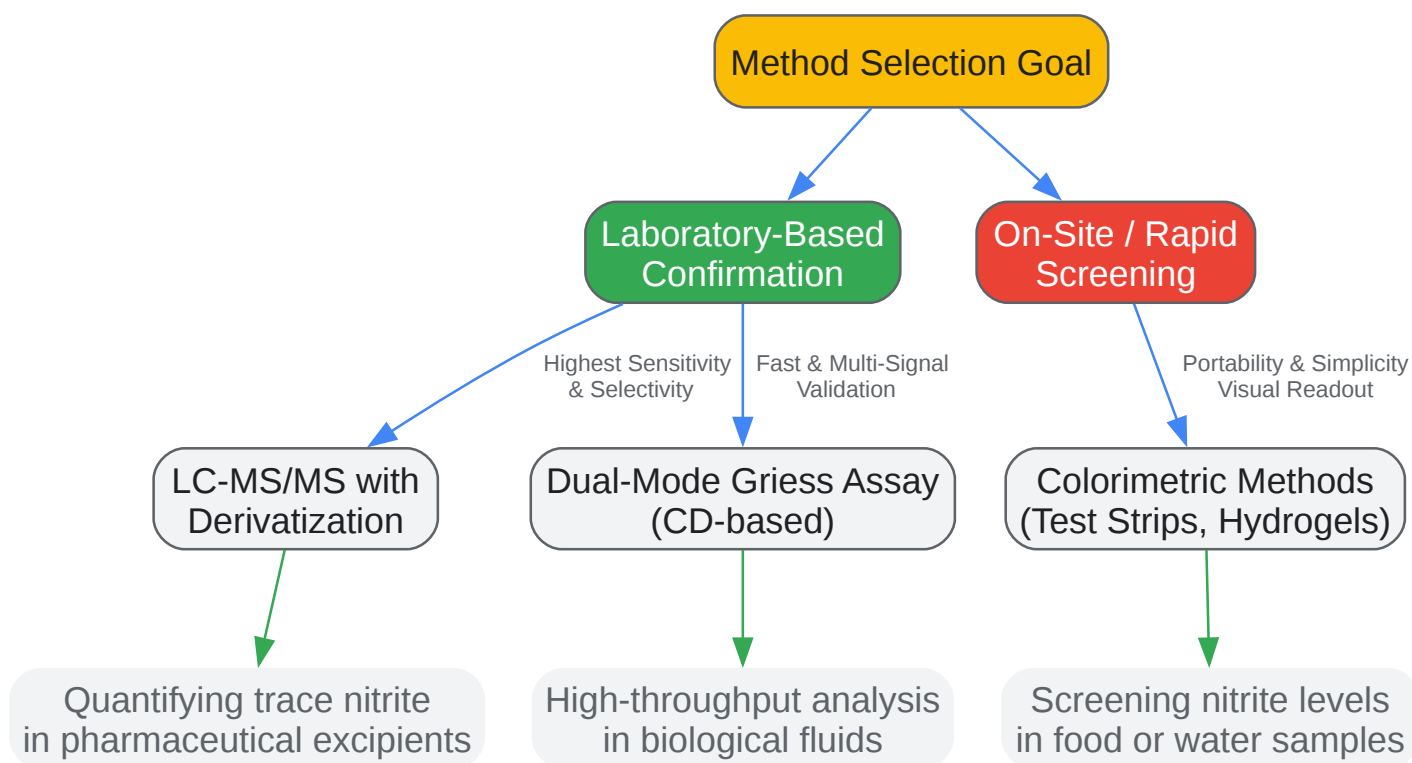 Method Selection Goal
Laboratory-Based
Confirmation
On-Site / Rapid
Screening
Highest Sensitivity
& Selectivity
Fast & Multi-Signal
Validation
Portability & Simplicity
Visual Readout
LC-MS/MS with
Derivatization
Dual-Mode Griess Assay
(CD-based)
Colorimetric Methods
(Test Strips, Hydrogels)
Quantifying trace nitrite
in pharmaceutical excipients
High-throughput analysis
in biological fluids
Screening nitrite levels
in food or water samples